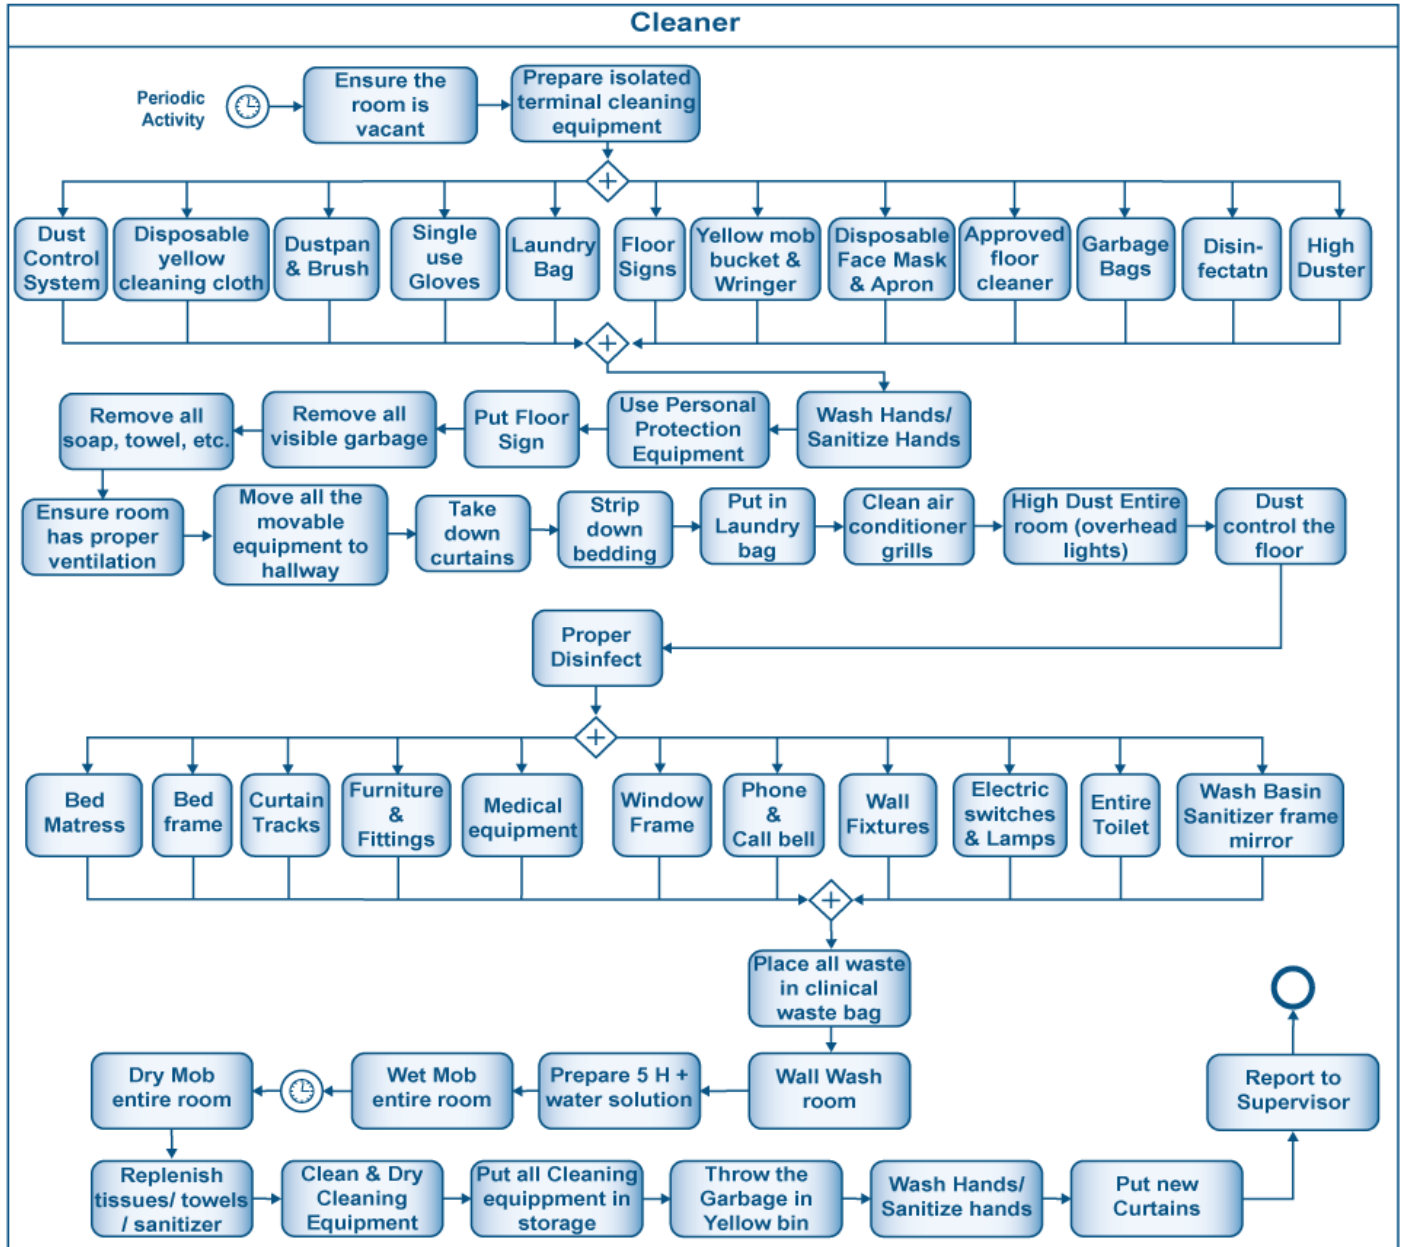 Cleaner
Periodic
Activity
Ensure the
room is
vacant
Prepare isolated
terminal cleaning
equipment
Dust
Control
System
Disposable
yellow
cleaning cloth
Dustpan
& Brush
Single
use
Gloves
Laundry
Bag
Floor
Signs
Yellow mob
bucket &
Wringer
Disposable
Face Mask
& Apron
Approved
floor
cleaner
Garbage
Bags
Disin-
fectatn
High
Duster
Wash Hands/
Sanitize Hands
Use Personal
Protection
Equipment
Put Floor
Sign
Remove all
visible garbage
Remove all
soap, towel, etc.
Ensure room
has proper
ventilation
Move all the
movable
equipment to
hallway
Take
down
curtains
Strip
down
bedding
Put in
Laundry
bag
Clean air
conditioner
grills
High Dust Entire
room (overhead
lights)
Dust
control the
floor
Proper
Disinfect
Bed
Matress
Bed
frame
Curtain
Tracks
Furniture
&
Fittings
Medical
equipment
Window
Frame
Phone
&
Call bell
Wall
Fixtures
Electric
switches
& Lamps
Entire
Toilet
Wash Basin
Sanitizer frame
mirror
Place all waste
in clinical
waste bag
Wall Wash
room
Prepare 5 H +
water solution
Wet Mob
entire room
Dry Mob
entire room
Replenish
tissues/ towels
/ sanitizer
Clean & Dry
Cleaning
Equipment
Put all Cleaning
equippment in
storage
Throw the
Garbage in
Yellow bin
Wash Hands/
Sanitize hands
Put new
Curtains
Report to
Supervisor